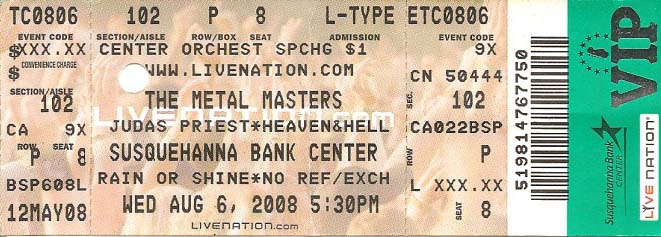 TC0806 102 P 8 L-TYPE ETC0806
EVENT CODE SECTION/AISLE ROW/BOX SEAT ADMISSION EVENT CODE
$XXX.XX CENTER ORCHEST SPCHG $1 9X
$ CONVENIENCE CHARGE WWW.LIVENATION.COM CN 50444
SECTION/AISLE THE METAL MASTERS SEC.
102 102
CA 9X JUDAS PRIEST*HEAVEN&HELL CA022BSP
ROW SEAT SUSQUEHANNA BANK CENTER ROW
P 8 P
BSP608L RAIN OR SHINE*NO REF/EXCH L XXX.XX
12MAY08 WED AUG 6, 2008 5:30PM SEAT 8
LIVENATION.COM
LIVENATION.com
519814767750
VIP
Susquehanna Bank
CENTER
LIVE NATION